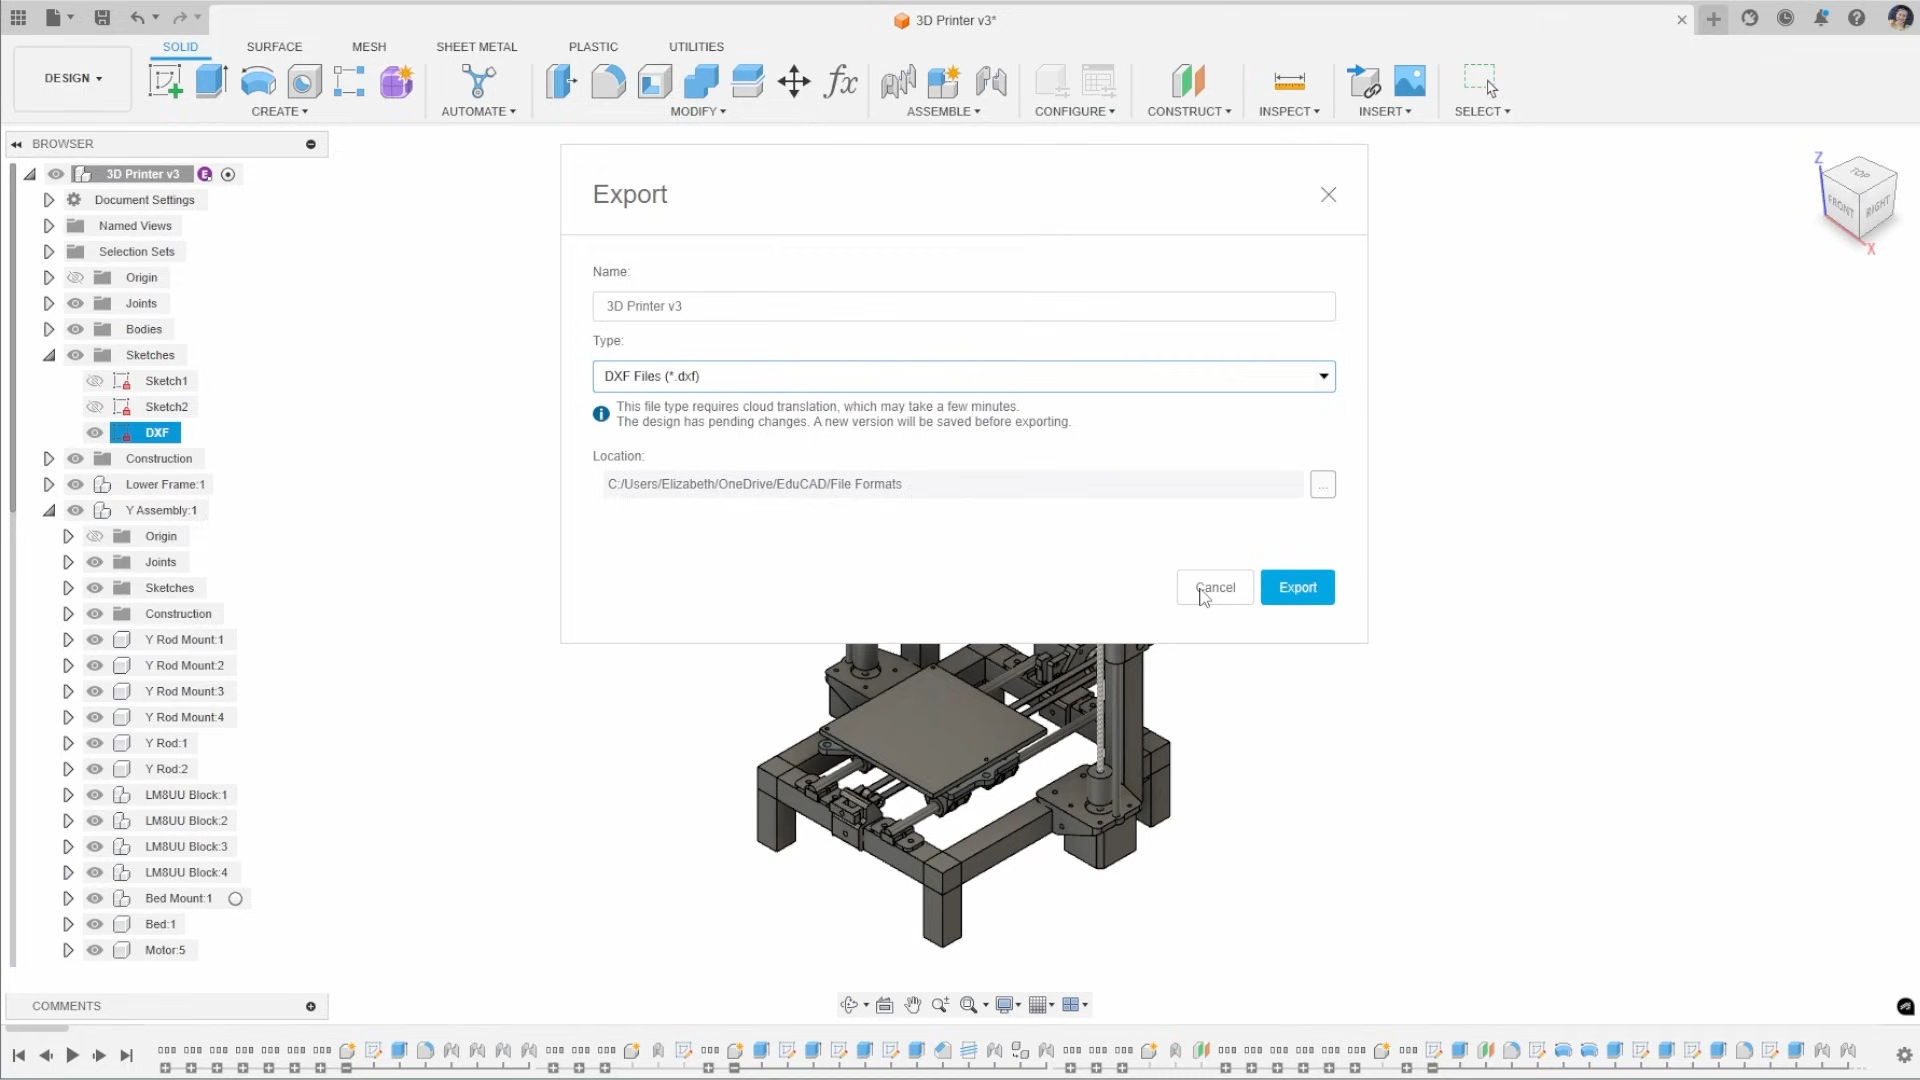 3D Printer v3*
DESIGN
SOLID
SURFACE
MESH
SHEET METAL
PLASTIC
UTILITIES
CREATE
AUTOMATE
MODIFY
ASSEMBLE
CONFIGURE
CONSTRUCT
INSPECT
INSERT
SELECT
fx
BROWSER
3D Printer v3
E
Document Settings
Named Views
Selection Sets
Origin
Joints
Bodies
Sketches
Sketch1
Sketch2
DXF
Construction
Lower Frame:1
Y Assembly:1
Origin
Joints
Sketches
Construction
Y Rod Mount:1
Y Rod Mount:2
Y Rod Mount:3
Y Rod Mount:4
Y Rod:1
Y Rod:2
LM8UU Block:1
LM8UU Block:2
LM8UU Block:3
LM8UU Block:4
Bed Mount:1
Bed:1
Motor:5
COMMENTS
Export
Name:
3D Printer v3
Type:
DXF Files (*.dxf)
This file type requires cloud translation, which may take a few minutes.
The design has pending changes. A new version will be saved before exporting.
Location:
C:/Users/Elizabeth/OneDrive/EduCAD/File Formats
...
Cancel
Export
Z
TOP
FRONT
RIGHT
X